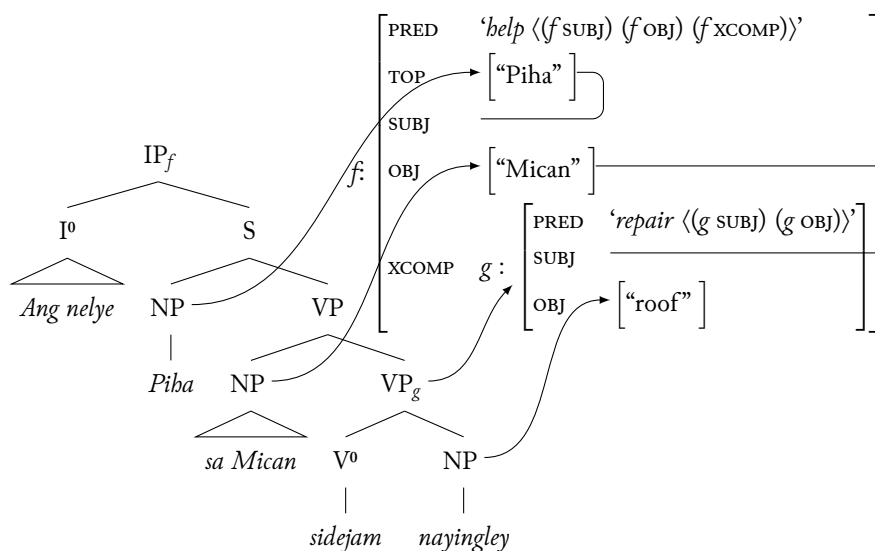 PRED ‘help ⟨(f SUBJ) (f OBJ) (f XCOMP)⟩’
TOP [“Piha”]
SUBJ
IP_f
f: OBJ [“Mican”]
PRED ‘repair ⟨(g SUBJ) (g OBJ)⟩’
I⁰ S
XCOMP g : SUBJ
Ang nelye NP VP OBJ [“roof”]
Piha NP VP_g
sa Mican V⁰ NP
sidejam nayingley